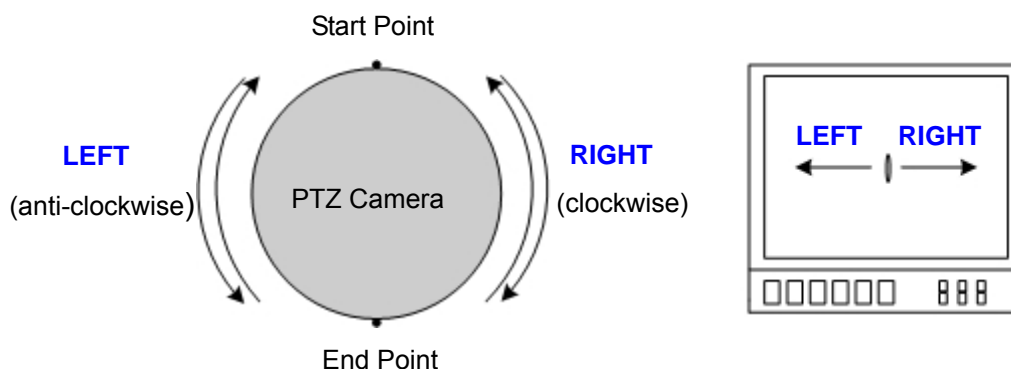 Start Point
LEFT
(anti-clockwise)
PTZ Camera
RIGHT
(clockwise)
End Point
LEFT RIGHT